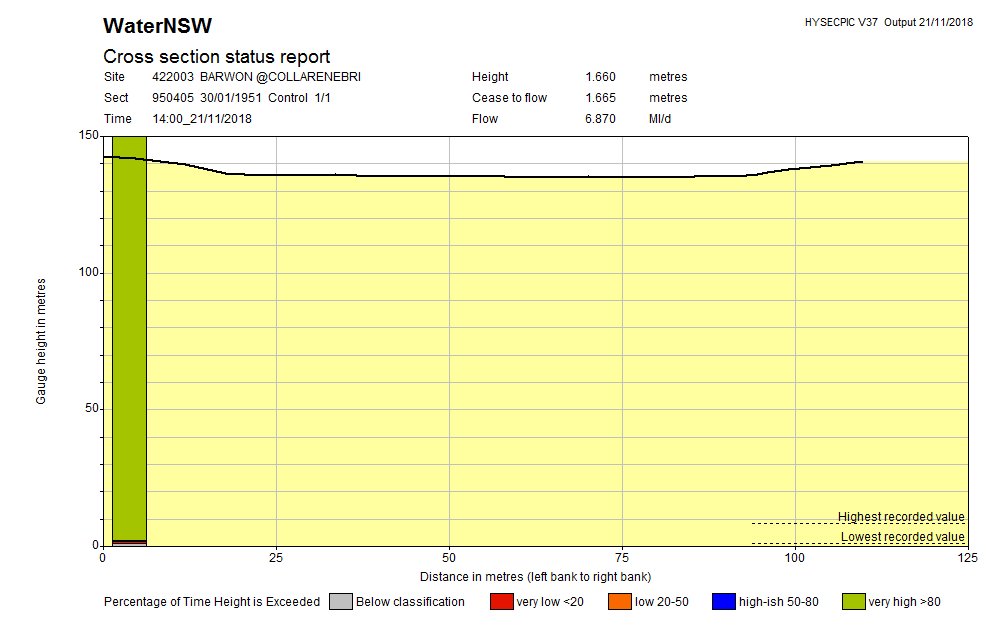 WaterNSW
HYSECPIC V37 Output 21/11/2018
Cross section status report
Site 422003 BARWON @COLLARENEBRI Height 1.660 metres
Sect 950405 30/01/1951 Control 1/1 Cease to flow 1.665 metres
Time 14:00_21/11/2018 Flow 6.870 Ml/d
150
100
50
0
Gauge height in metres
Highest recorded value
Lowest recorded value
0 25 50 75 100 125
Distance in metres (left bank to right bank)
Percentage of Time Height is Exceeded Below classification very low <20 low 20-50 high-ish 50-80 very high >80